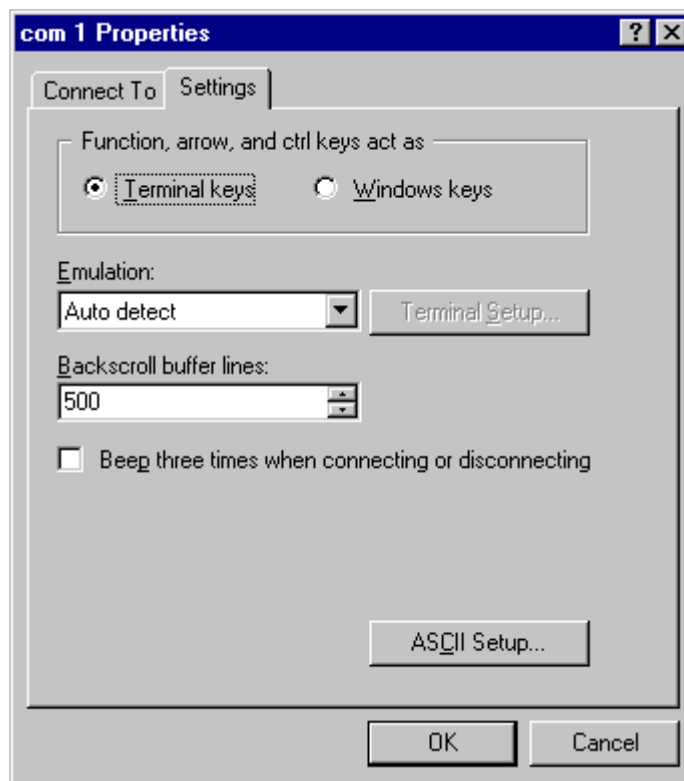 com 1 Properties
Connect To Settings
Function, arrow, and ctrl keys act as
Terminal keys Windows keys
Emulation:
Auto detect Terminal Setup...
Backscroll buffer lines:
500
Beep three times when connecting or disconnecting
ASCII Setup...
OK Cancel